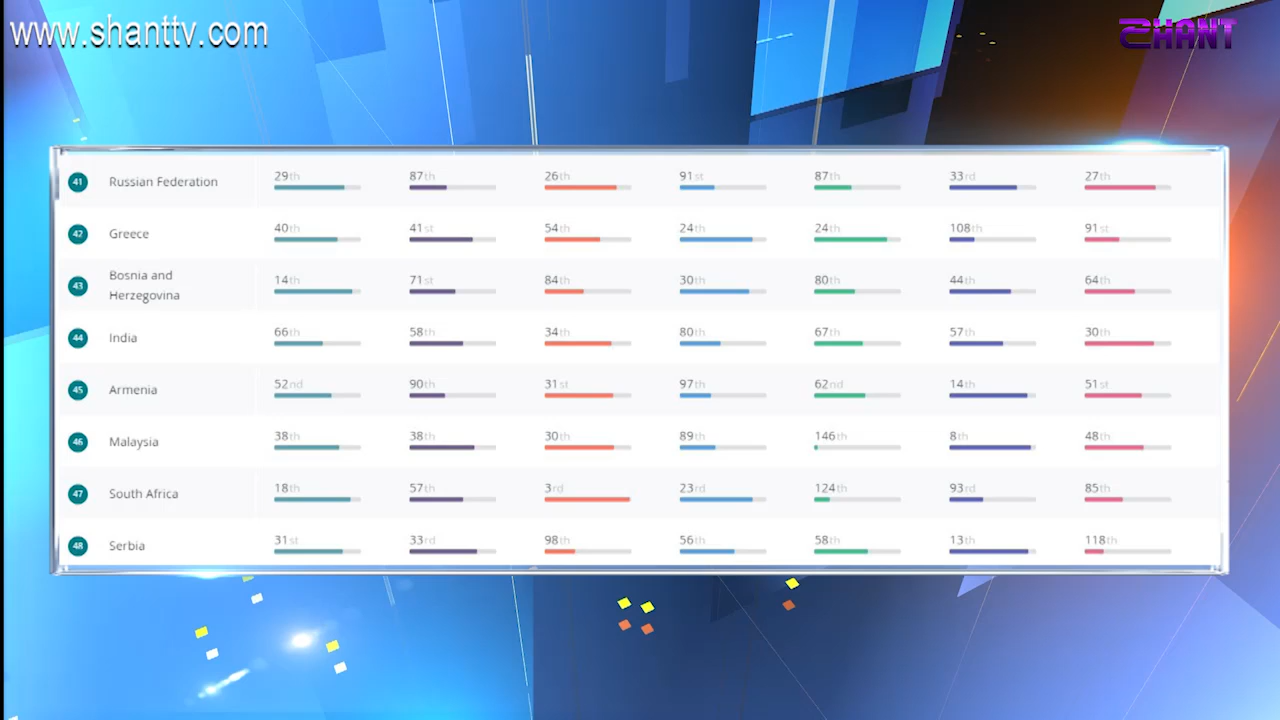 www.shanttv.com
SHANT
41 Russian Federation 29th 87th 26th 91st 87th 33rd 27th
42 Greece 40th 41st 54th 24th 24th 108th 91st
43 Bosnia and Herzegovina 14th 71st 84th 30th 80th 44th 64th
44 India 66th 58th 34th 80th 67th 57th 30th
45 Armenia 52nd 90th 31st 97th 62nd 14th 51st
46 Malaysia 38th 38th 30th 89th 146th 8th 48th
47 South Africa 18th 57th 3rd 23rd 124th 93rd 85th
48 Serbia 31st 33rd 98th 56th 58th 13th 118th